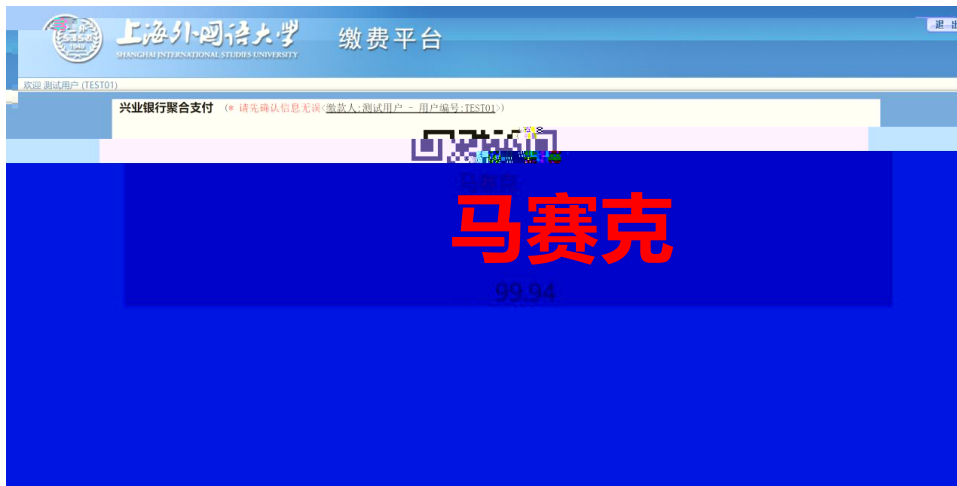 上海外国语大学
SHANGHAI INTERNATIONAL STUDIES UNIVERSITY
缴费平台
退 出
欢迎 测试用户 (TEST01)
兴业银行聚合支付 (* 请先确认信息无误<缴款人:测试用户 - 用户编号:TEST01>)
马赛克
99.94